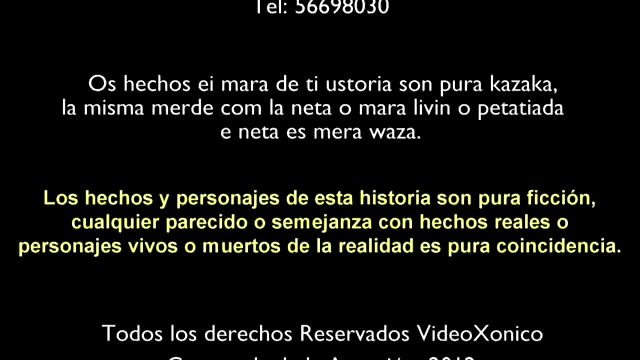 Tel: 56698030
Os hechos ei mara de ti ustoria son pura kazaka,
la misma merde com la neta o mara livin o petatiada
e neta es mera waza.
Los hechos y personajes de esta historia son pura ficción,
cualquier parecido o semejanza con hechos reales o
personajes vivos o muertos de la realidad es pura coincidencia.
Todos los derechos Reservados VideoXonico